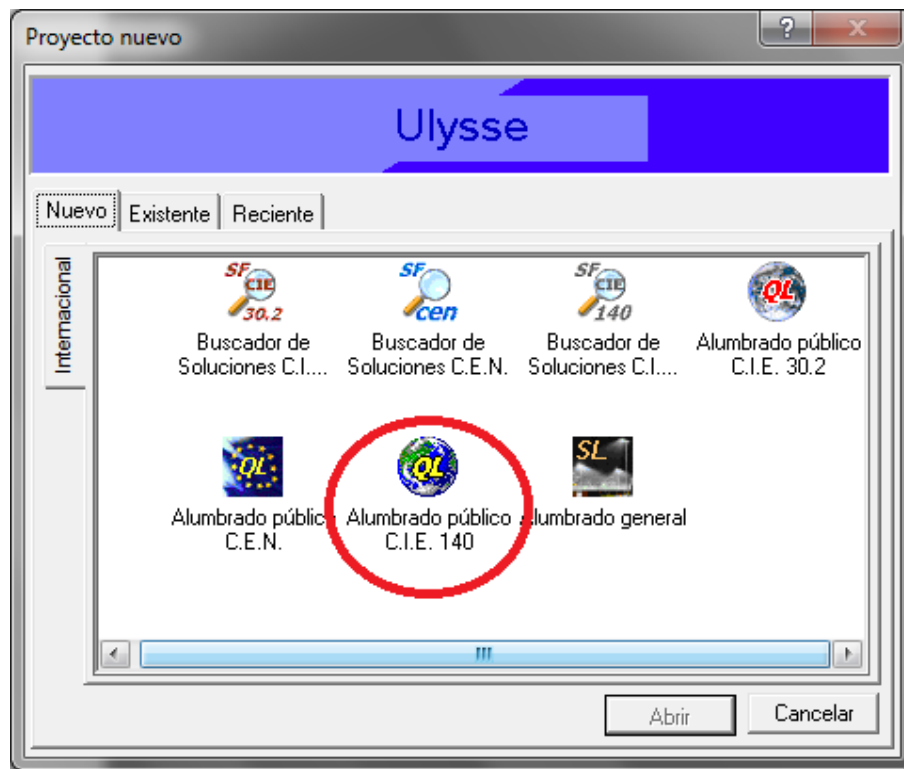 Proyecto nuevo
?
Ulysse
Nuevo Existente Reciente
Internacional
SF CIE 30.2
SF cen
SF CIE 140
QL
Buscador de Soluciones C.I....
Buscador de Soluciones C.E.N.
Buscador de Soluciones C.I....
Alumbrado público C.I.E. 30.2
QL
QL
SL
Alumbrado público C.E.N.
Alumbrado público C.I.E. 140
Alumbrado general
Abrir Cancelar